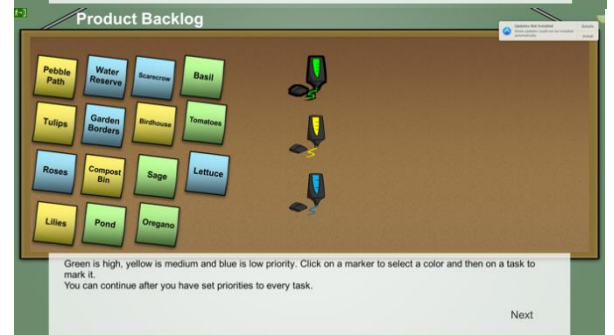 Product Backlog
Updates Not Installed
Pebble
Path
Water
Reserve
Scarecrow
Basil
Tulips
Garden
Borders
Birdhouse
Tomatoes
Roses
Compost
Bin
Sage
Lettuce
Lilies
Pond
Oregano
Green is high, yellow is medium and blue is low priority. Click on a marker to select a color and then on a task to
mark it.
You can continue after you have set priorities to every task.
Next